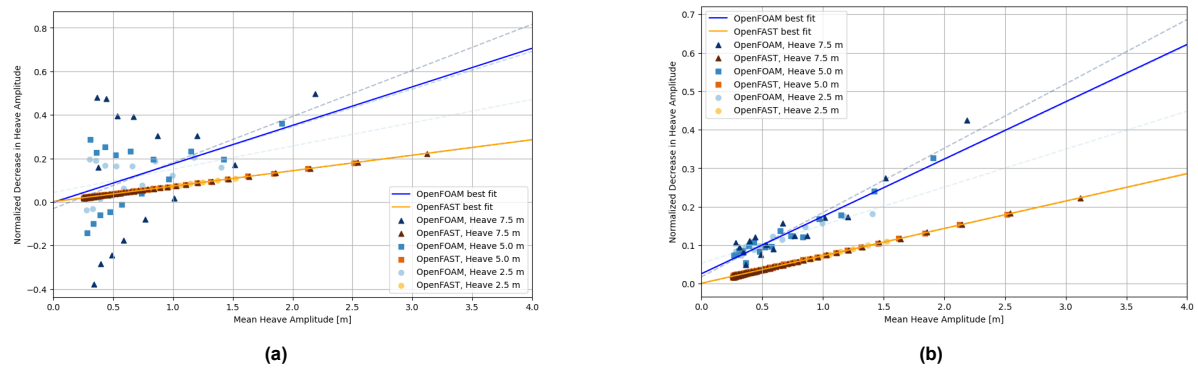 0.8
0.6
0.4
0.2
0.0
−0.2
−0.4
Normalized Decrease in Heave Amplitude
OpenFOAM best fit
OpenFAST best fit
OpenFOAM, Heave 7.5 m
OpenFAST, Heave 7.5 m
OpenFOAM, Heave 5.0 m
OpenFAST, Heave 5.0 m
OpenFOAM, Heave 2.5 m
OpenFAST, Heave 2.5 m
0.0 0.5 1.0 1.5 2.0 2.5 3.0 3.5 4.0
Mean Heave Amplitude [m]
(a)
0.7
0.6
0.5
0.4
0.3
0.2
0.1
0.0
Normalized Decrease in Heave Amplitude
OpenFOAM best fit
OpenFAST best fit
OpenFOAM, Heave 7.5 m
OpenFAST, Heave 7.5 m
OpenFOAM, Heave 5.0 m
OpenFAST, Heave 5.0 m
OpenFOAM, Heave 2.5 m
OpenFAST, Heave 2.5 m
0.0 0.5 1.0 1.5 2.0 2.5 3.0 3.5 4.0
Mean Heave Amplitude [m]
(b)